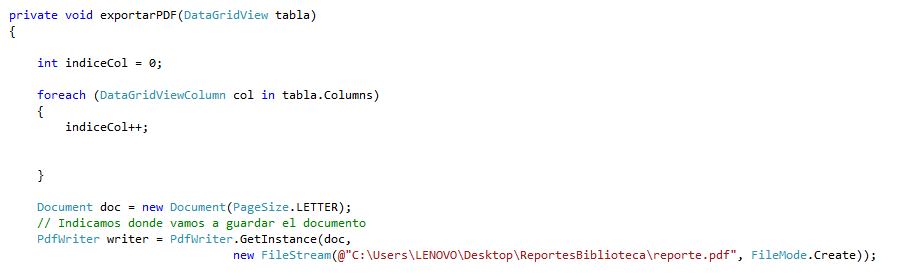 private void exportarPDF(DataGridView tabla)
{
int indiceCol = 0;
foreach (DataGridViewColumn col in tabla.Columns)
{
indiceCol++;
}
Document doc = new Document(PageSize.LETTER);
// Indicamos donde vamos a guardar el documento
PdfWriter writer = PdfWriter.GetInstance(doc,
new FileStream(@"C:\Users\LENOVO\Desktop\ReportesBiblioteca\reporte.pdf", FileMode.Create));